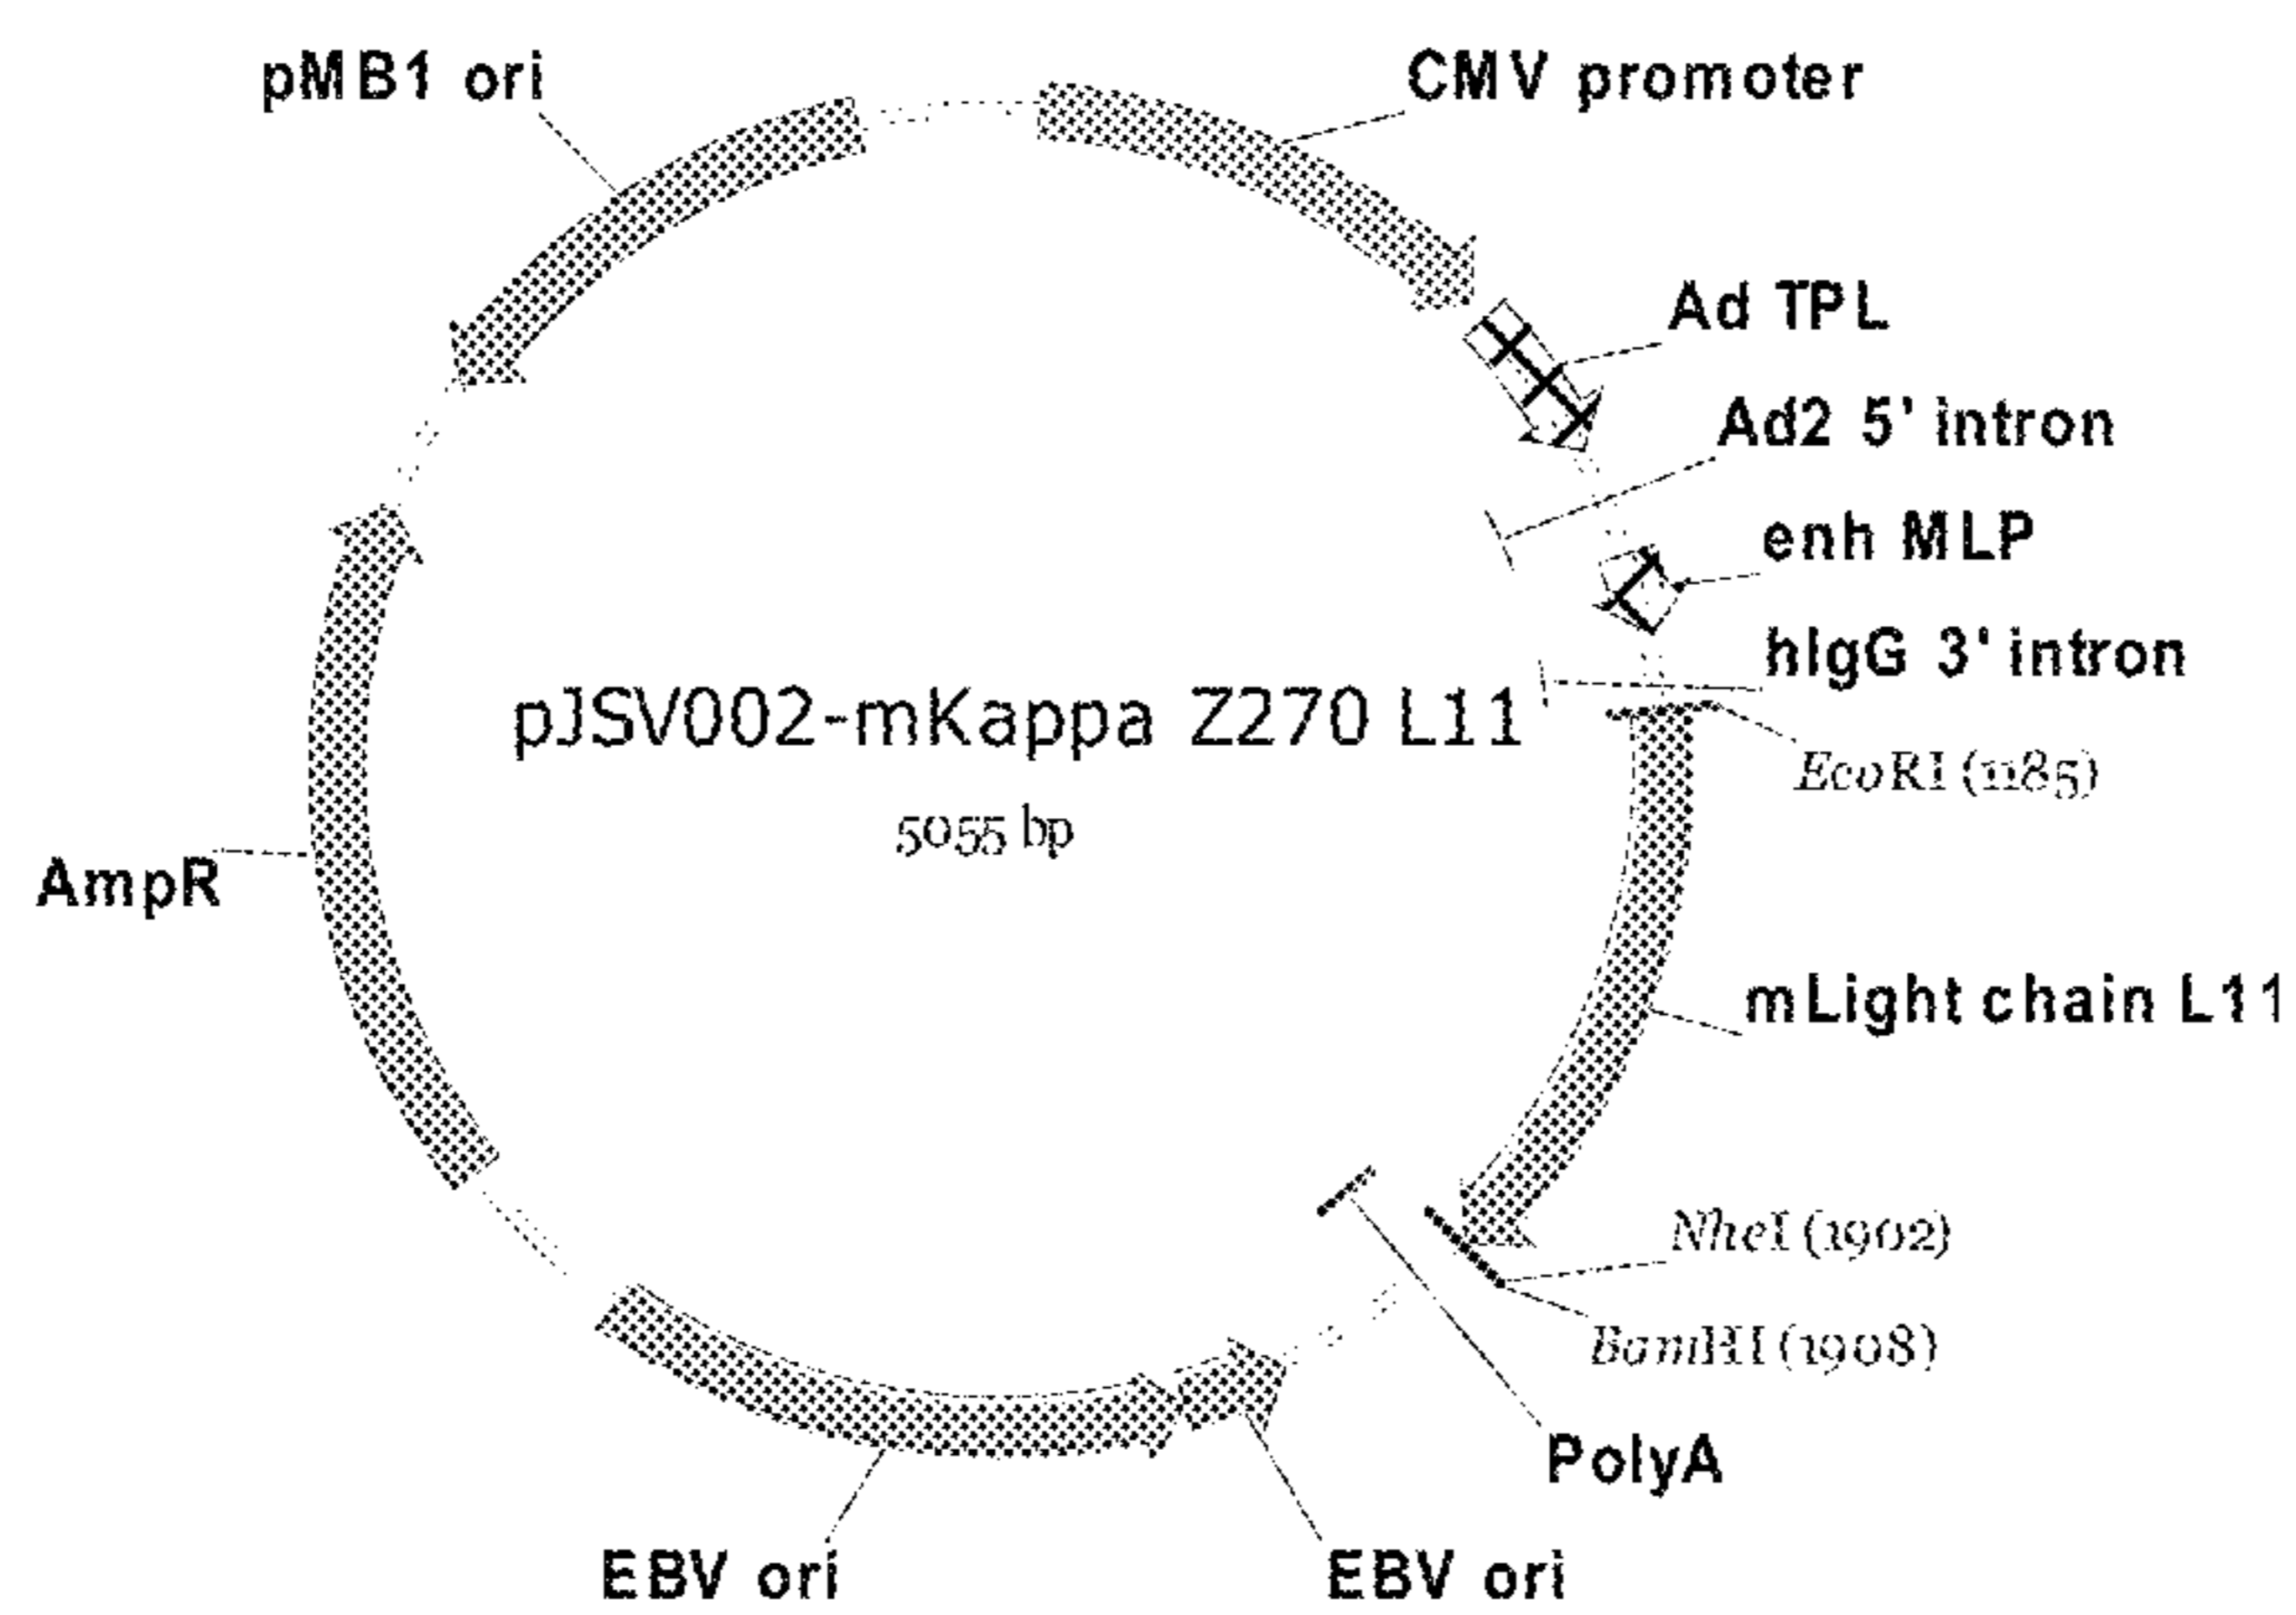 pMB1 ori
CMV promoter
Ad TPL
Ad2 5' intron
enh MLP
hIgG 3' intron
pJSV002-mKappa Z270 L11
EcoRI (1185)
5055 bp
AmpR
mLight chain L11
NheI (1902)
BamHI (1908)
PolyA
EBV ori
EBV ori